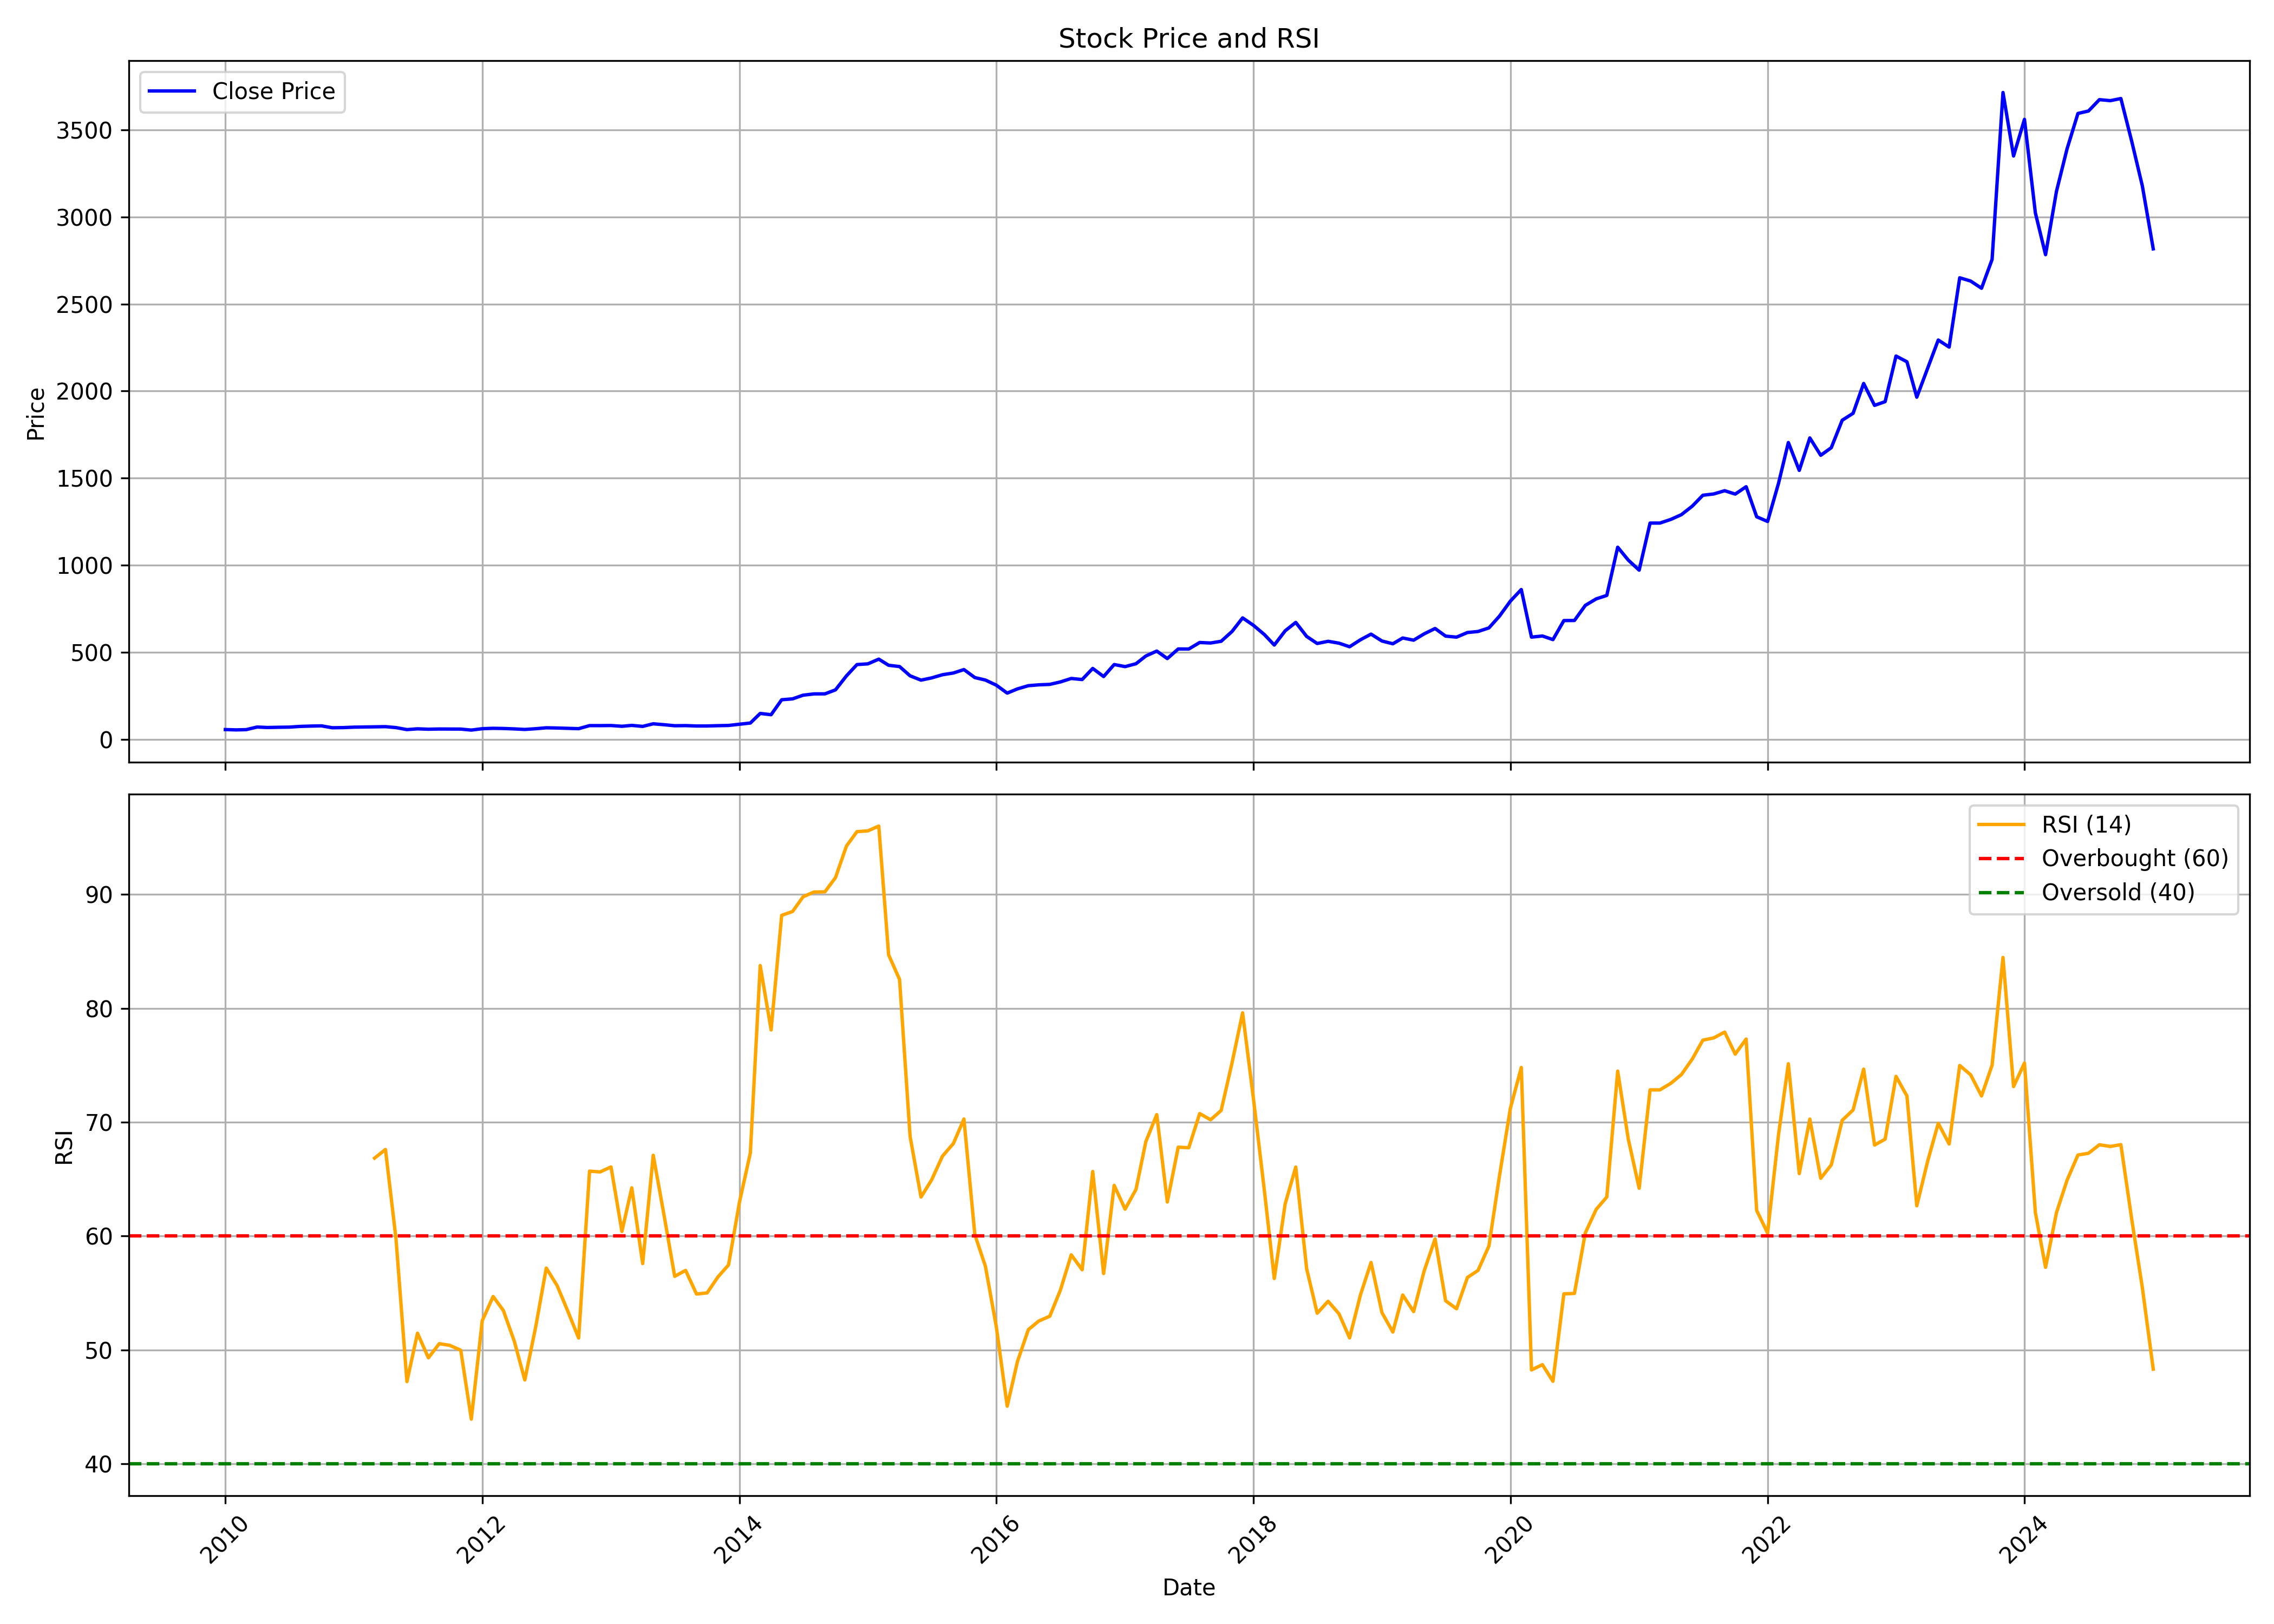 Stock Price and RSI
Close Price
Price
3500
3000
2500
2000
1500
1000
500
0
RSI (14)
Overbought (60)
Oversold (40)
RSI
90
80
70
60
50
40
2010
2012
2014
2016
2018
2020
2022
2024
Date